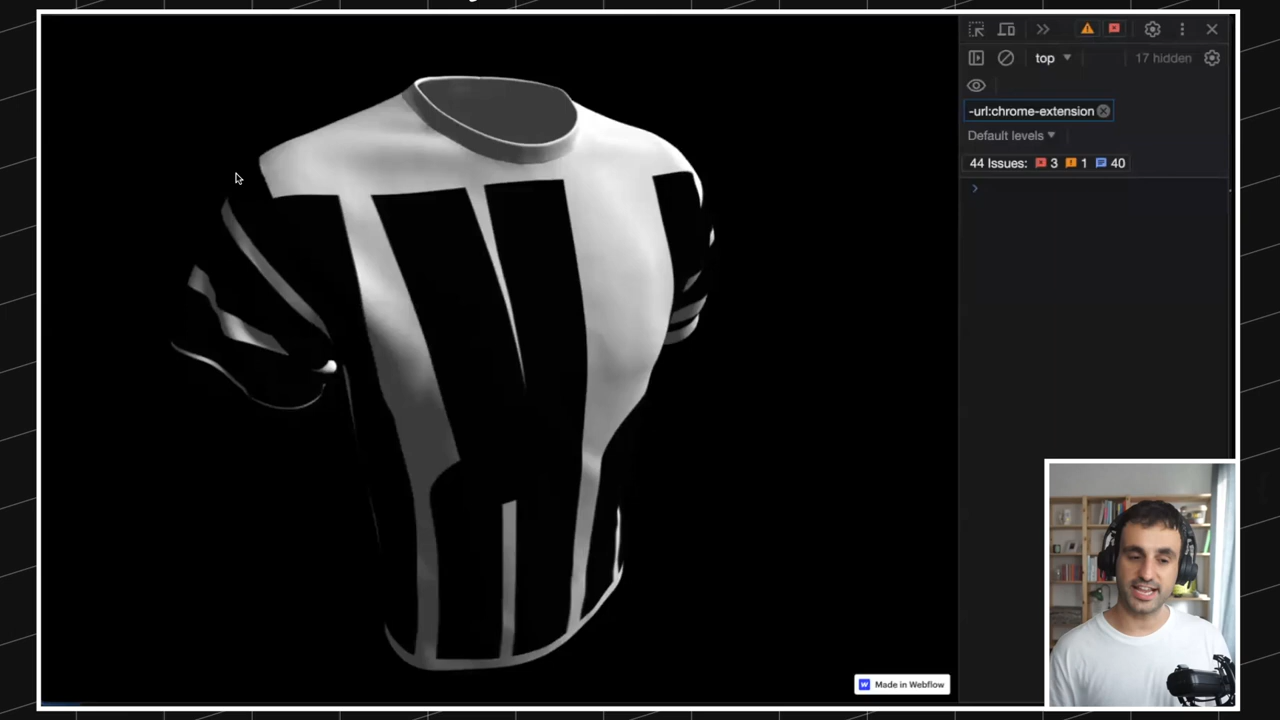 top
17 hidden
-url:chrome-extension
Default levels
44 Issues: 3 1 40
Made in Webflow